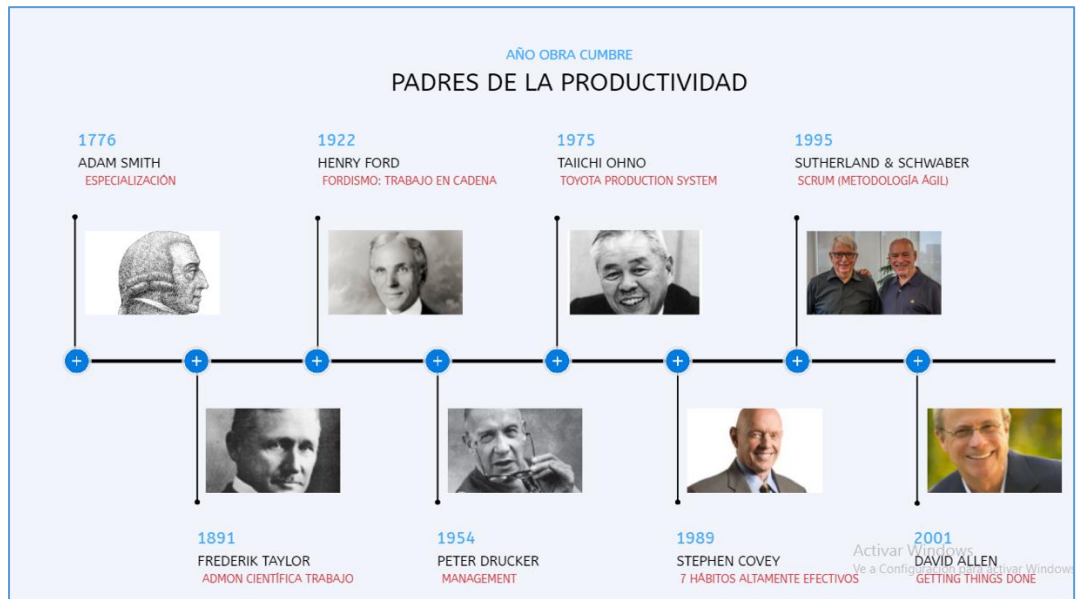 AÑO OBRA CUMBRE
PADRES DE LA PRODUCTIVIDAD
1776
ADAM SMITH
ESPECIALIZACIÓN
1922
HENRY FORD
FORDISMO: TRABAJO EN CADENA
1975
TAIICHI OHNO
TOYOTA PRODUCTION SYSTEM
1995
SUTHERLAND & SCHWABER
SCRUM (METODOLOGÍA ÁGIL)
1891
FREDERIK TAYLOR
ADMON CIENTÍFICA TRABAJO
1954
PETER DRUCKER
MANAGEMENT
1989
STEPHEN COVEY
7 HÁBITOS ALTAMENTE EFECTIVOS
2001
DAVID ALLEN
GETTING THINGS DONE
Activar Windows
Ve a Configuración para activar Windows